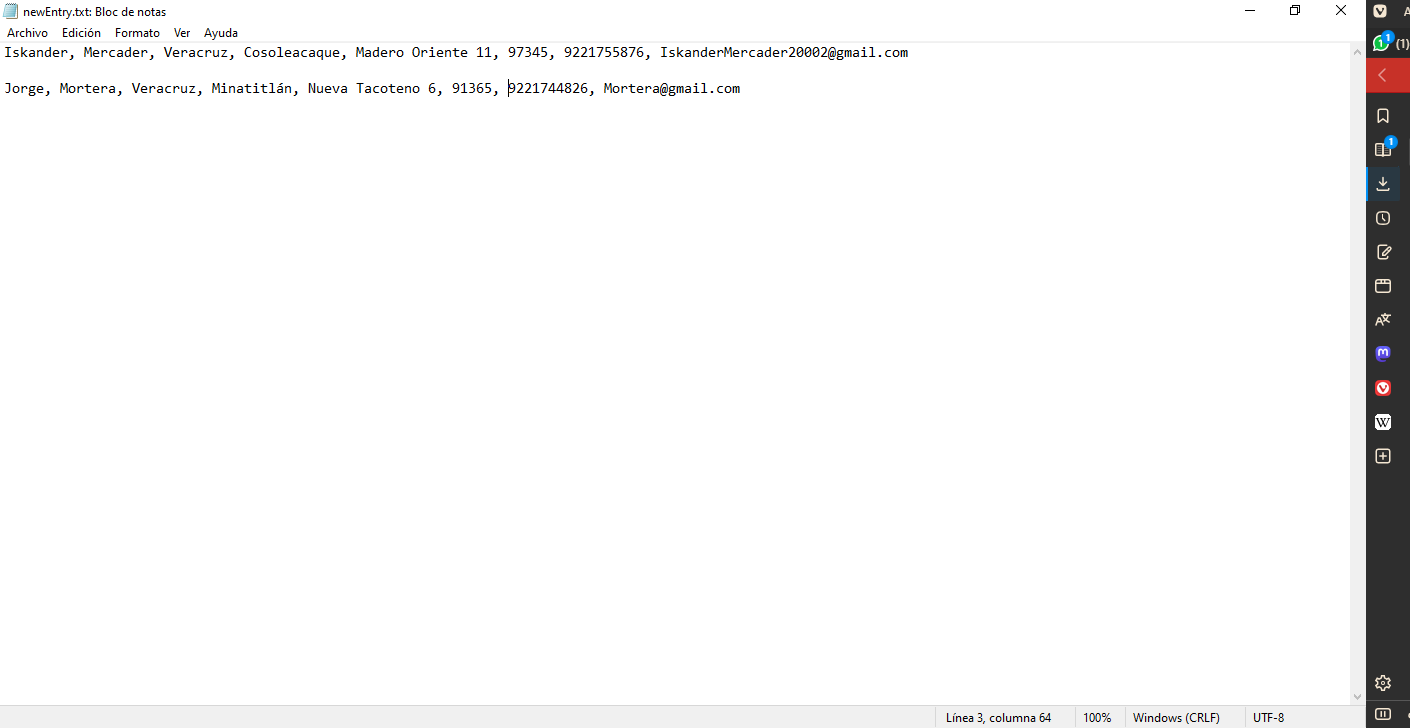 newEntry.txt: Bloc de notas
Archivo Edición Formato Ver Ayuda
Iskander, Mercader, Veracruz, Cosoleacaque, Madero Oriente 11, 97345, 9221755876, IskanderMercader20002@gmail.com
Jorge, Mortera, Veracruz, Minatitlán, Nueva Tacoteno 6, 91365, 9221744826, Mortera@gmail.com
A
1
1
(1)
1
W
Línea 3, columna 64 100% Windows (CRLF) UTF-8